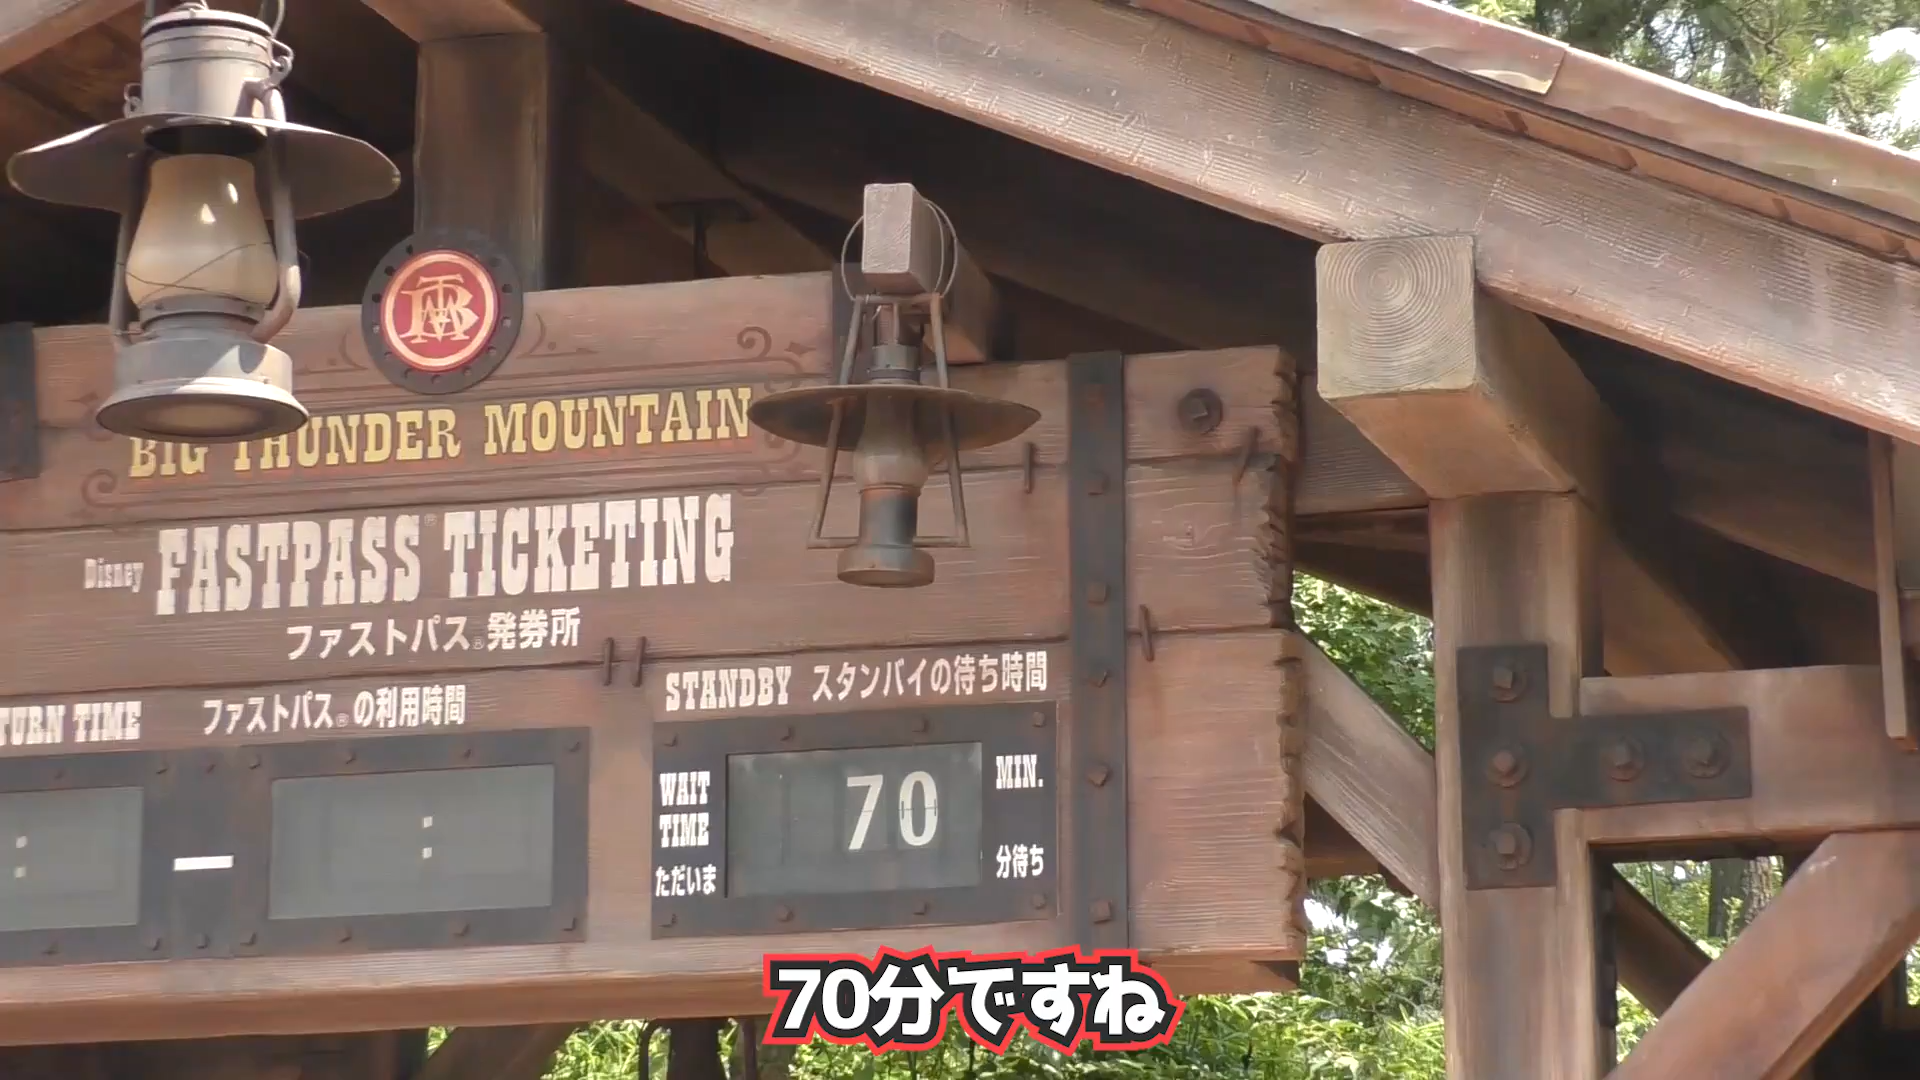 BTM
BIG THUNDER MOUNTAIN
Disney FASTPASS® TICKETING
ファストパス®発券所
TURN TIME ファストパス®の利用時間
: — :
STANDBY スタンバイの待ち時間
WAIT TIME
ただいま
70
MIN.
分待ち
70分ですね